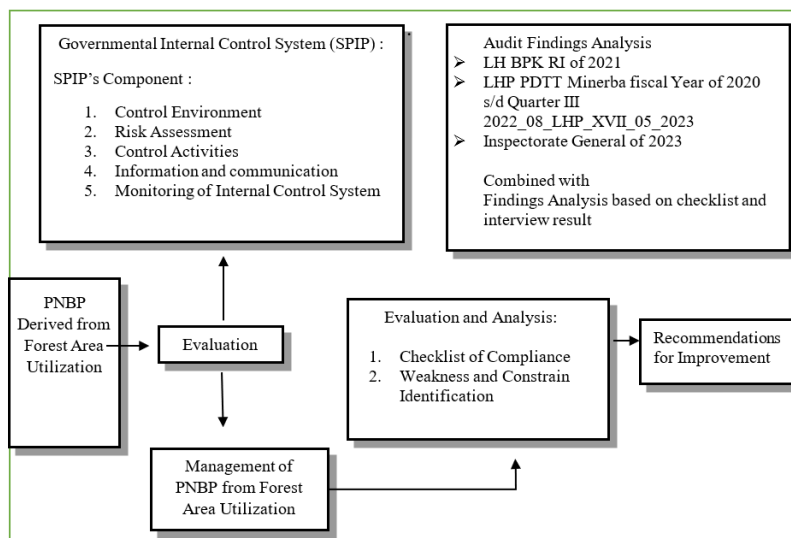 Governmental Internal Control System (SPIP) :
SPIP's Component :
1. Control Environment
2. Risk Assessment
3. Control Activities
4. Information and communication
5. Monitoring of Internal Control System
Audit Findings Analysis
➢ LH BPK RI of 2021
➢ LHP PDTT Minerba fiscal Year of 2020
s/d Quarter III
2022_08_LHP_XVII_05_2023
➢ Inspectorate General of 2023
Combined with
Findings Analysis based on checklist and
interview result
PNBP
Derived from
Forest Area
Utilization
Evaluation
Evaluation and Analysis:
1. Checklist of Compliance
2. Weakness and Constrain
Identification
Recommendations
for Improvement
Management of
PNBP from Forest
Area Utilization